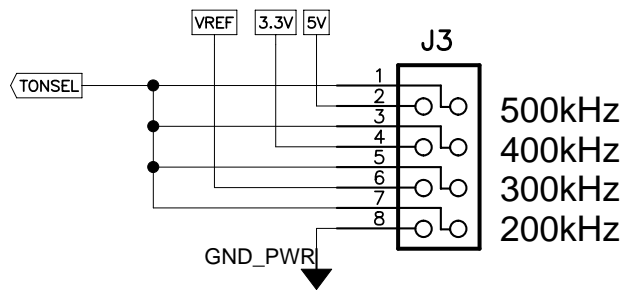 VREF 3.3V 5V
J3
TONSEL
1
2
3
4
5
6
7
8
500kHz
400kHz
300kHz
200kHz
GND_PWR